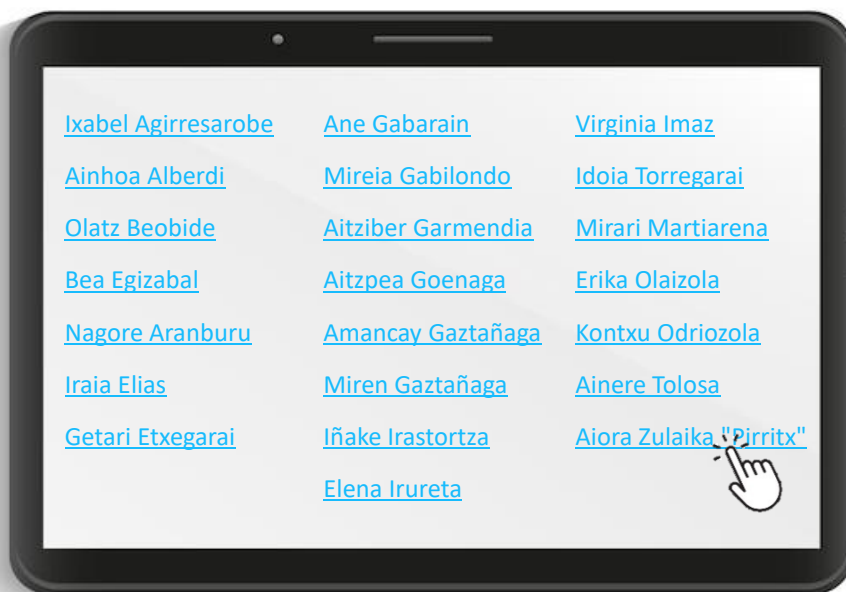 Ixabel Agirresarobe
Ainhoa Alberdi
Olatz Beobide
Bea Egizabal
Nagore Aranburu
Iraia Elias
Getari Etxegarai
Ane Gabarain
Mireia Gabilondo
Aitziber Garmendia
Aitzpea Goenaga
Amancay Gaztañaga
Miren Gaztañaga
Iñake Irastortza
Elena Irureta
Virginia Imaz
Idoia Torregarai
Mirari Martiarena
Erika Olaizola
Kontxu Odriozola
Ainere Tolosa
Aiora Zulaika "Pirritx"